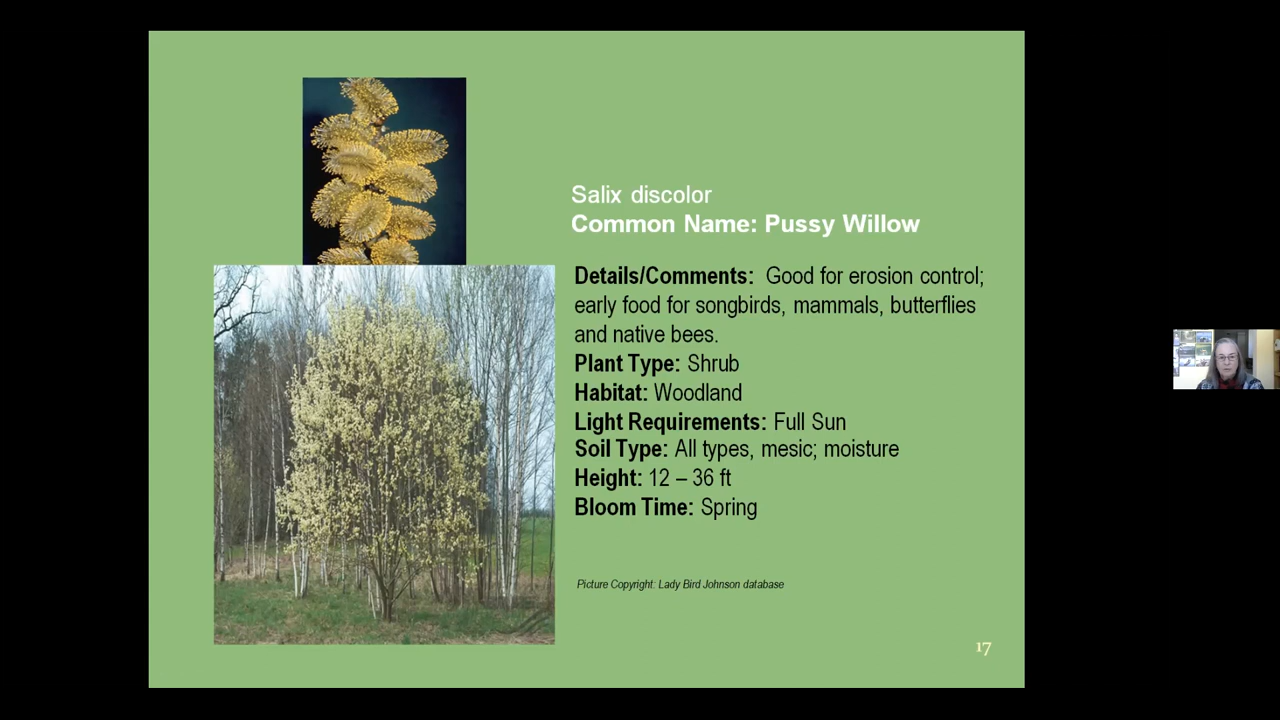 Salix discolor
Common Name: Pussy Willow
Details/Comments: Good for erosion control;
early food for songbirds, mammals, butterflies
and native bees.
Plant Type: Shrub
Habitat: Woodland
Light Requirements: Full Sun
Soil Type: All types, mesic; moisture
Height: 12 – 36 ft
Bloom Time: Spring
Picture Copyright: Lady Bird Johnson database
17